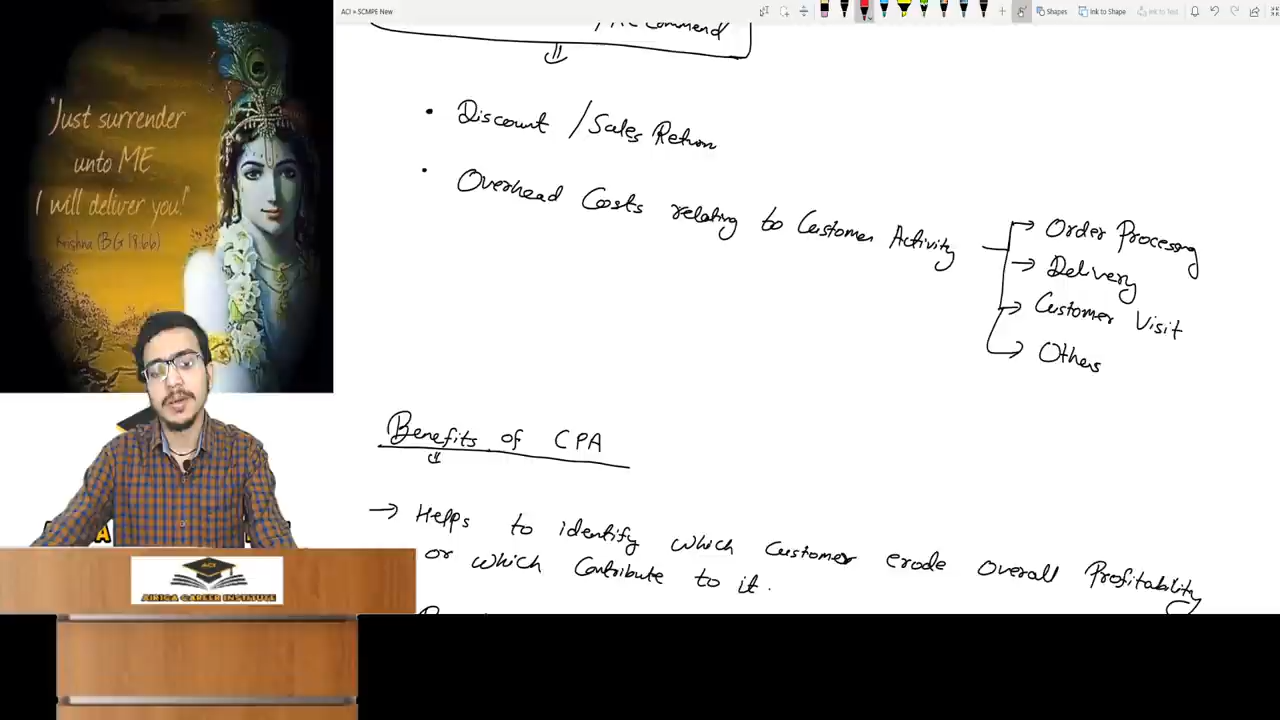 ACI > SCMPE New
Shapes
Ink to Shape
Ink to Text
"Just surrender
unto ME
I will deliver you!"
Krishna (BG 18:66)
/Recommend
• Discount / Sales Return
• Overhead Costs relating to Customer Activity
→ Order Processing
→ Delivery
→ Customer Visit
→ Others
Benefits of CPA
→ Helps to identify which Customer erode overall Profitability
or which Contribute to it.
ACI
AIRIGA CAREER INSTITUTE